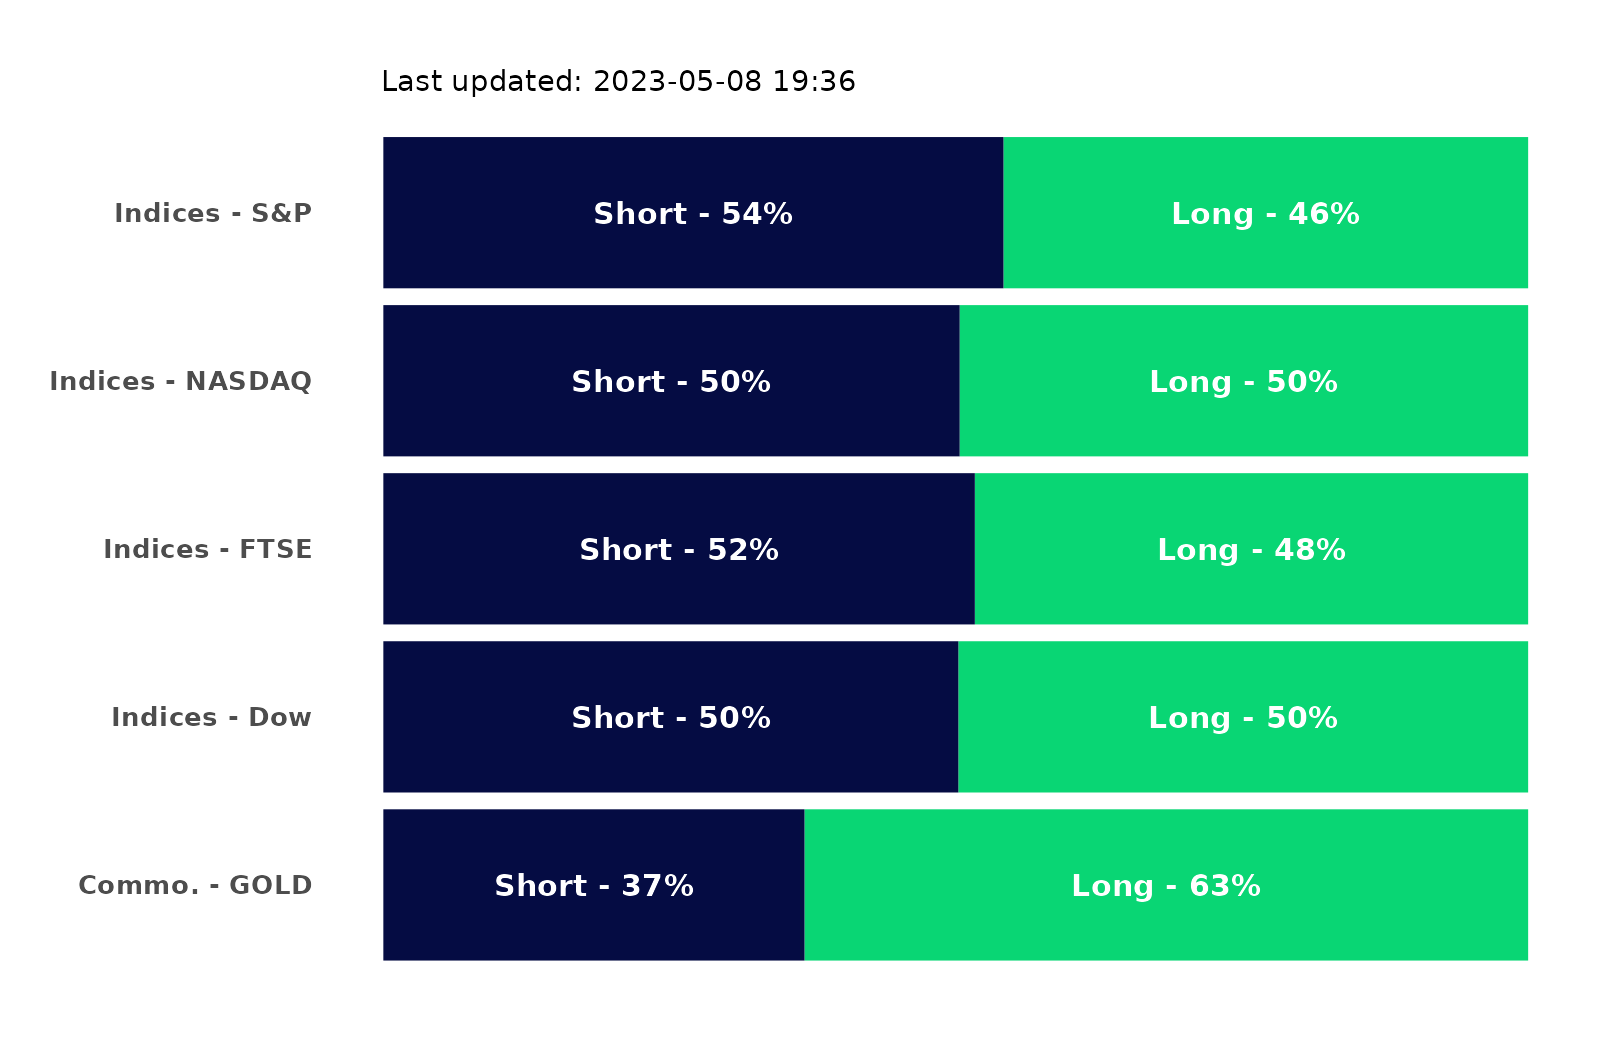 Last updated: 2023-05-08 19:36
Indices - S&P Short - 54% Long - 46%
Indices - NASDAQ Short - 50% Long - 50%
Indices - FTSE Short - 52% Long - 48%
Indices - Dow Short - 50% Long - 50%
Commo. - GOLD Short - 37% Long - 63%